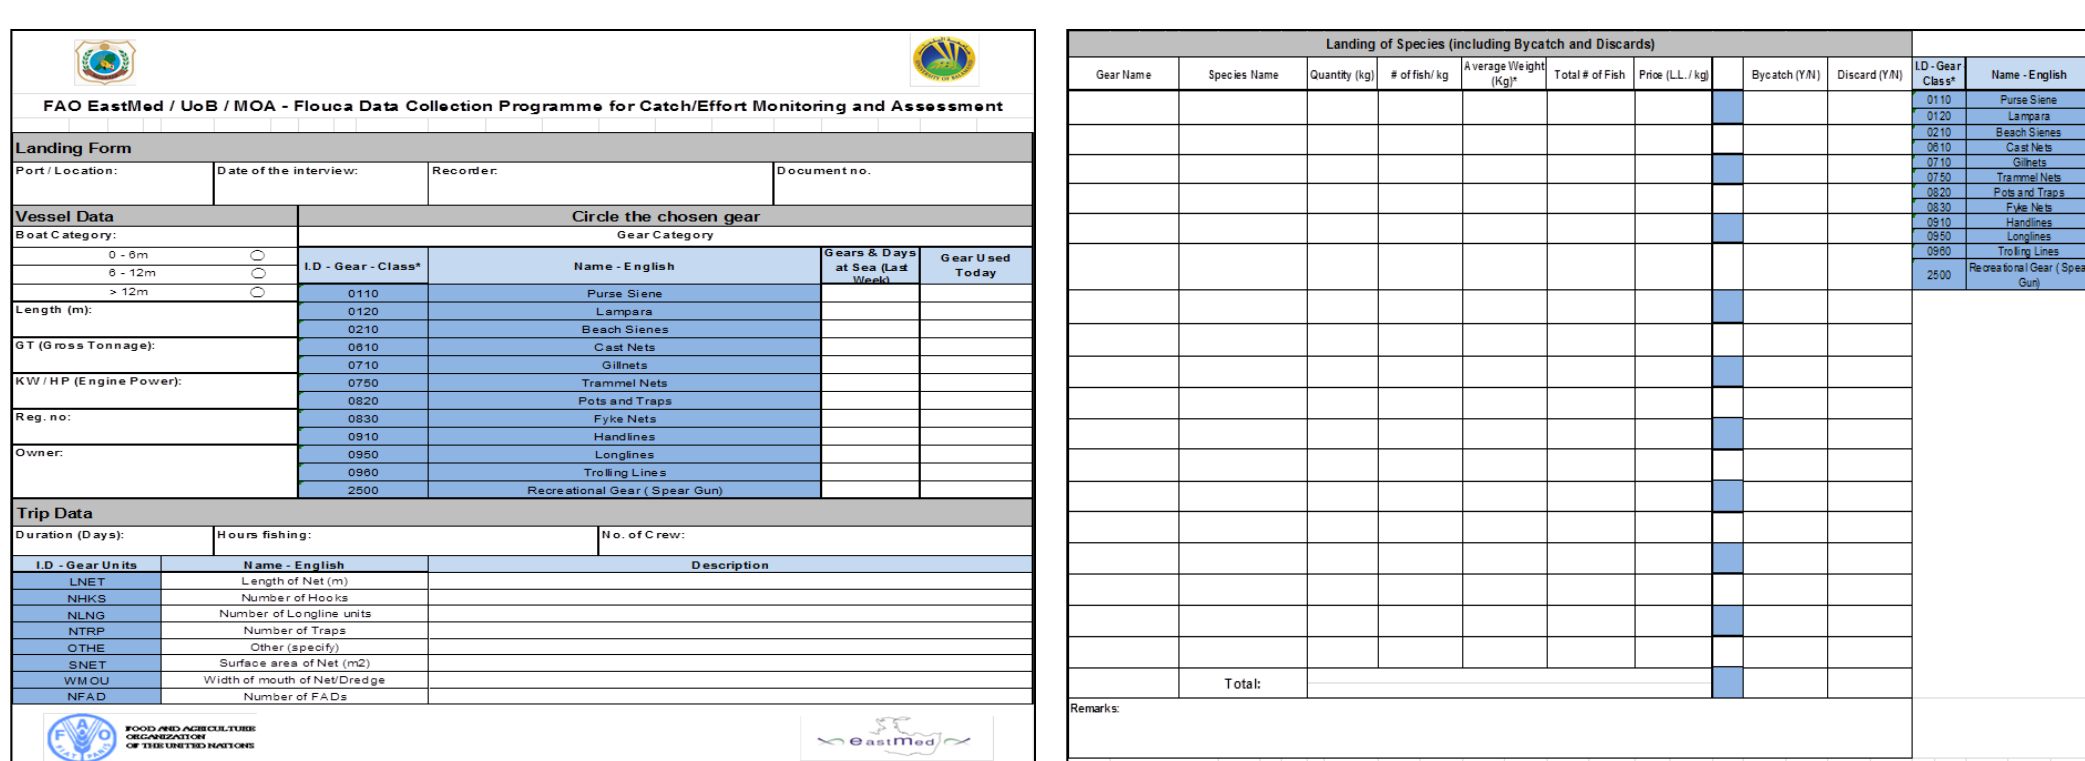 FAO EastMed / UoB / MOA - Flouca Data Collection Programme for Catch/Effort Monitoring and Assessment
Landing Form
Port / Location: Date of the interview: Recorder: Document no.
Vessel Data Circle the chosen gear
Boat Category: Gear Category
0 - 6m
6 - 12m
> 12m
I.D - Gear - Class* Name - English Gears & Days at Sea (Last Week) Gear Used Today
0110 Purse Siene
Length (m):
0120 Lampara
0210 Beach Sienes
GT (Gross Tonnage):
0610 Cast Nets
0710 Gillnets
KW / HP (Engine Power):
0750 Trammel Nets
0820 Pots and Traps
Reg. no:
0830 Fyke Nets
0910 Handlines
Owner:
0950 Longlines
0960 Trolling Lines
2500 Recreational Gear ( Spear Gun)
Trip Data
Duration (Days): Hours fishing: No. of Crew:
I.D - Gear Units Name - English Description
LNET Length of Net (m)
NHKS Number of Hooks
NLNG Number of Longline units
NTRP Number of Traps
OTHE Other (specify)
SNET Surface area of Net (m2)
WMOU Width of mouth of Net/Dredge
NFAD Number of FADs
FAO
FIAT PANIS
FOOD AND AGRICULTURE
ORGANIZATION
OF THE UNITED NATIONS
eastmed
Landing of Species (including Bycatch and Discards)
Gear Name Species Name Quantity (kg) # of fish/ kg Average Weight (Kg)* Total # of Fish Price (L.L. / kg) Bycatch (Y/N) Discard (Y/N) I.D - Gear Class* Name - English
0110 Purse Siene
0120 Lampara
0210 Beach Sienes
0610 Cast Nets
0710 Gillnets
0750 Trammel Nets
0820 Pots and Traps
0830 Fyke Nets
0910 Handlines
0950 Longlines
0960 Trolling Lines
2500 Recreational Gear ( Spea
Gun)
Total:
Remarks: